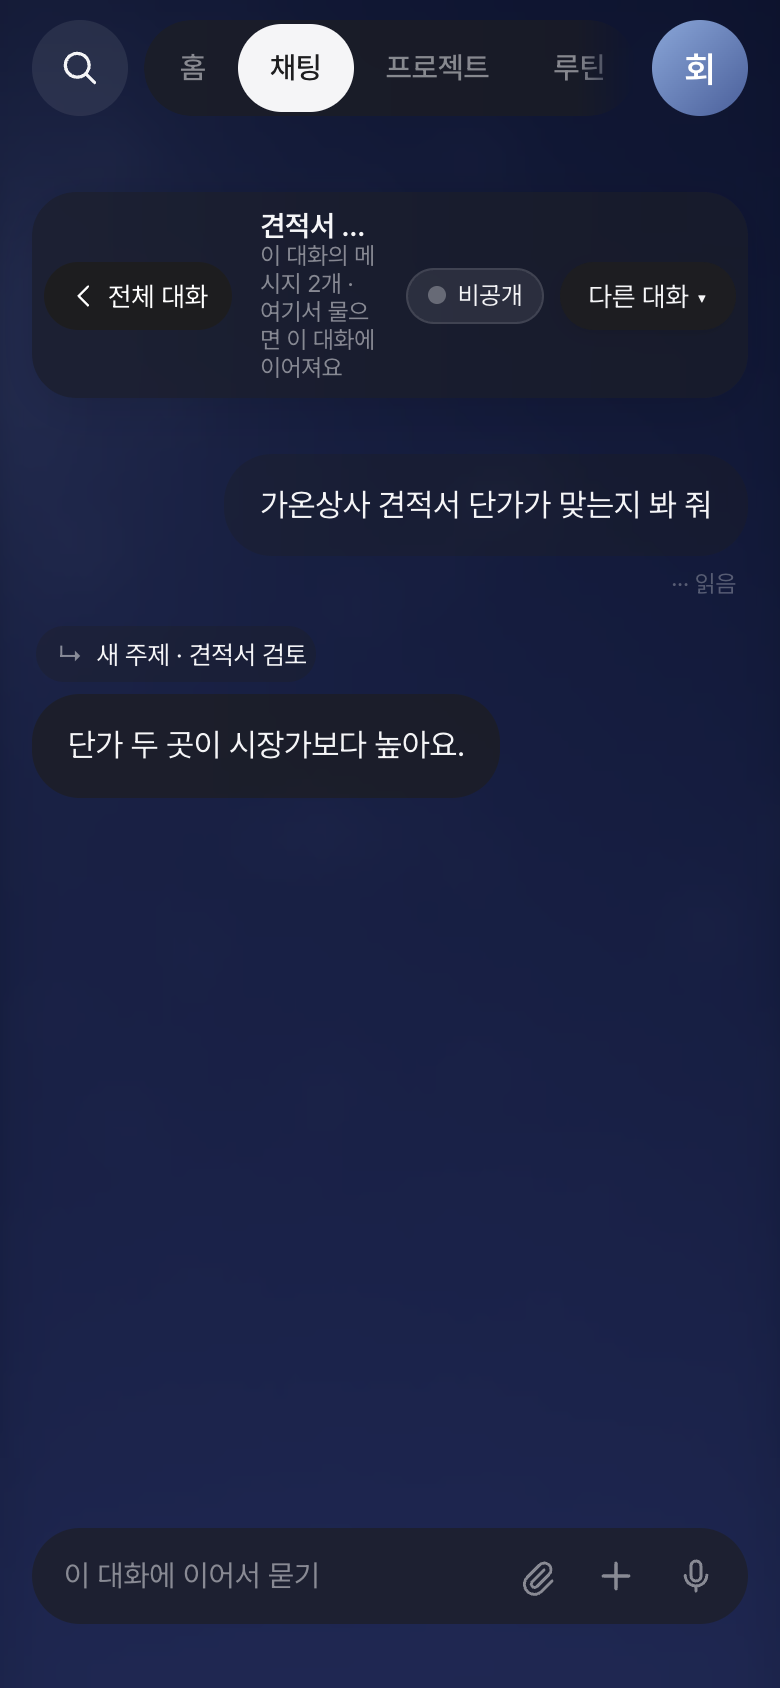 홈 채팅 프로젝트 루틴 회
견적서 ...
이 대화의 메
시지 2개 ·
여기서 물으
면 이 대화에
이어져요
전체 대화
비공개
다른 대화 ▾
가온상사 견적서 단가가 맞는지 봐 줘
··· 읽음
새 주제 · 견적서 검토
단가 두 곳이 시장가보다 높아요.
이 대화에 이어서 묻기